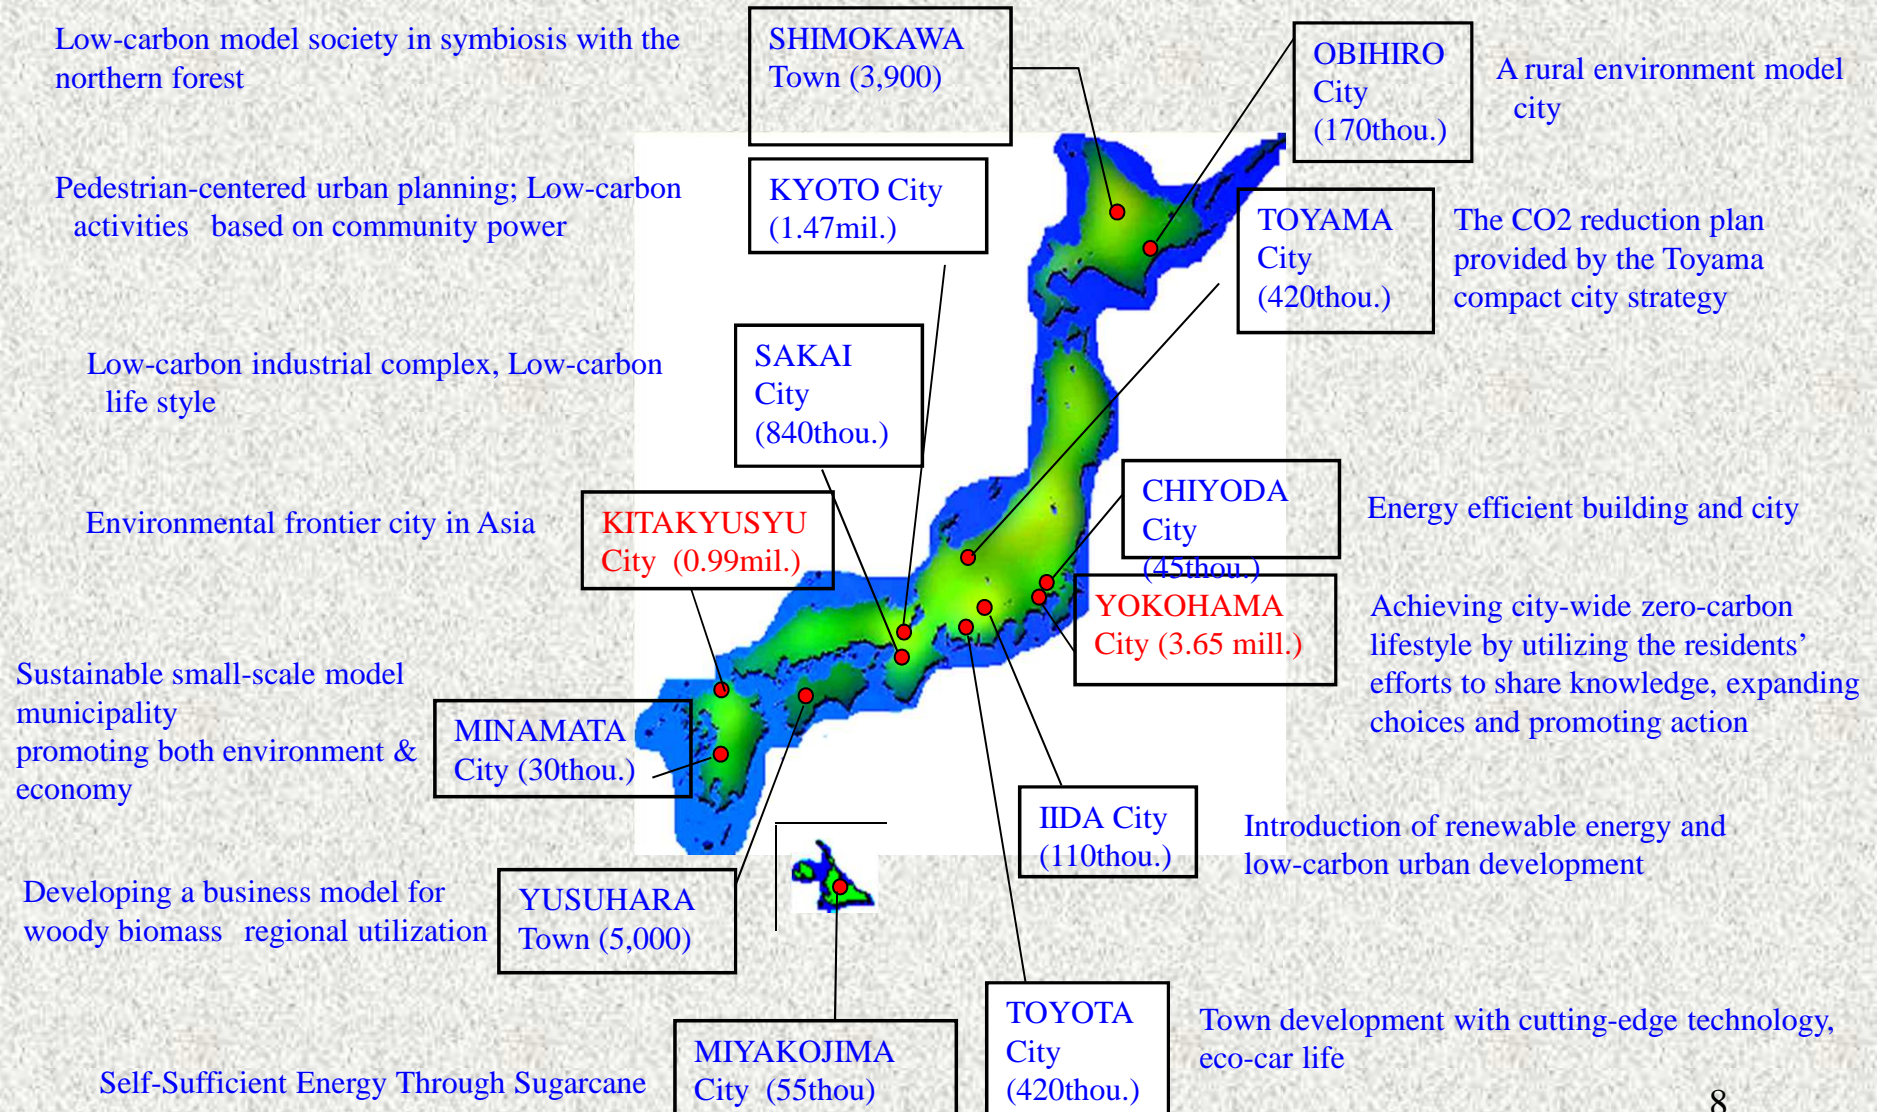 Low-carbon model society in symbiosis with the
northern forest
SHIMOKAWA
Town (3,900)
OBIHIRO
City
(170thou.)
A rural environment model
city
Pedestrian-centered urban planning; Low-carbon
activities based on community power
KYOTO City
(1.47mil.)
TOYAMA
City
(420thou.)
The CO2 reduction plan
provided by the Toyama
compact city strategy
Low-carbon industrial complex, Low-carbon
life style
SAKAI
City
(840thou.)
Environmental frontier city in Asia
KITAKYUSYU
City (0.99mil.)
CHIYODA
City
(45thou.)
Energy efficient building and city
YOKOHAMA
City (3.65 mill.)
Achieving city-wide zero-carbon
lifestyle by utilizing the residents’
efforts to share knowledge, expanding
choices and promoting action
Sustainable small-scale model
municipality
promoting both environment &
economy
MINAMATA
City (30thou.)
IIDA City
(110thou.)
Introduction of renewable energy and
low-carbon urban development
Developing a business model for
woody biomass regional utilization
YUSUHARA
Town (5,000)
TOYOTA
City
(420thou.)
Town development with cutting-edge technology,
eco-car life
Self-Sufficient Energy Through Sugarcane
MIYAKOJIMA
City (55thou)
8